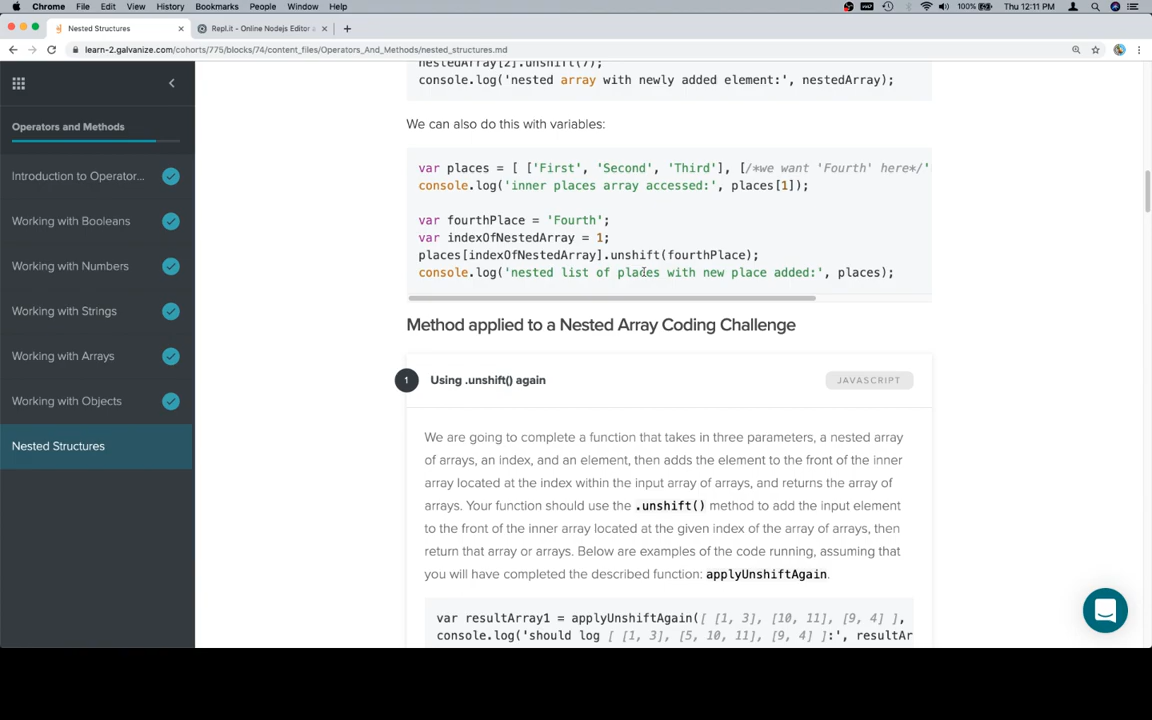 Chrome File Edit View History Bookmarks People Window Help 100% Thu 12:11 PM
Nested Structures
Repl.it - Online Nodejs Editor a
learn-2.galvanize.com/cohorts/775/blocks/74/content_files/Operators_And_Methods/nested_structures.md
Operators and Methods
Introduction to Operator...
Working with Booleans
Working with Numbers
Working with Strings
Working with Arrays
Working with Objects
Nested Structures
nestedArray[2].unshift(7);
console.log('nested array with newly added element:', nestedArray);
We can also do this with variables:
var places = [ ['First', 'Second', 'Third'], [/*we want 'Fourth' here*/'
console.log('inner places array accessed:', places[1]);
var fourthPlace = 'Fourth';
var indexOfNestedArray = 1;
places[indexOfNestedArray].unshift(fourthPlace);
console.log('nested list of places with new place added:', places);
Method applied to a Nested Array Coding Challenge
1 Using .unshift() again JAVASCRIPT
We are going to complete a function that takes in three parameters, a nested array
of arrays, an index, and an element, then adds the element to the front of the inner
array located at the index within the input array of arrays, and returns the array of
arrays. Your function should use the .unshift() method to add the input element
to the front of the inner array located at the given index of the array of arrays, then
return that array or arrays. Below are examples of the code running, assuming that
you will have completed the described function: applyUnshiftAgain.
var resultArray1 = applyUnshiftAgain([ [1, 3], [10, 11], [9, 4] ],
console.log('should log [ [1, 3], [5, 10, 11], [9, 4] ]:', resultAr